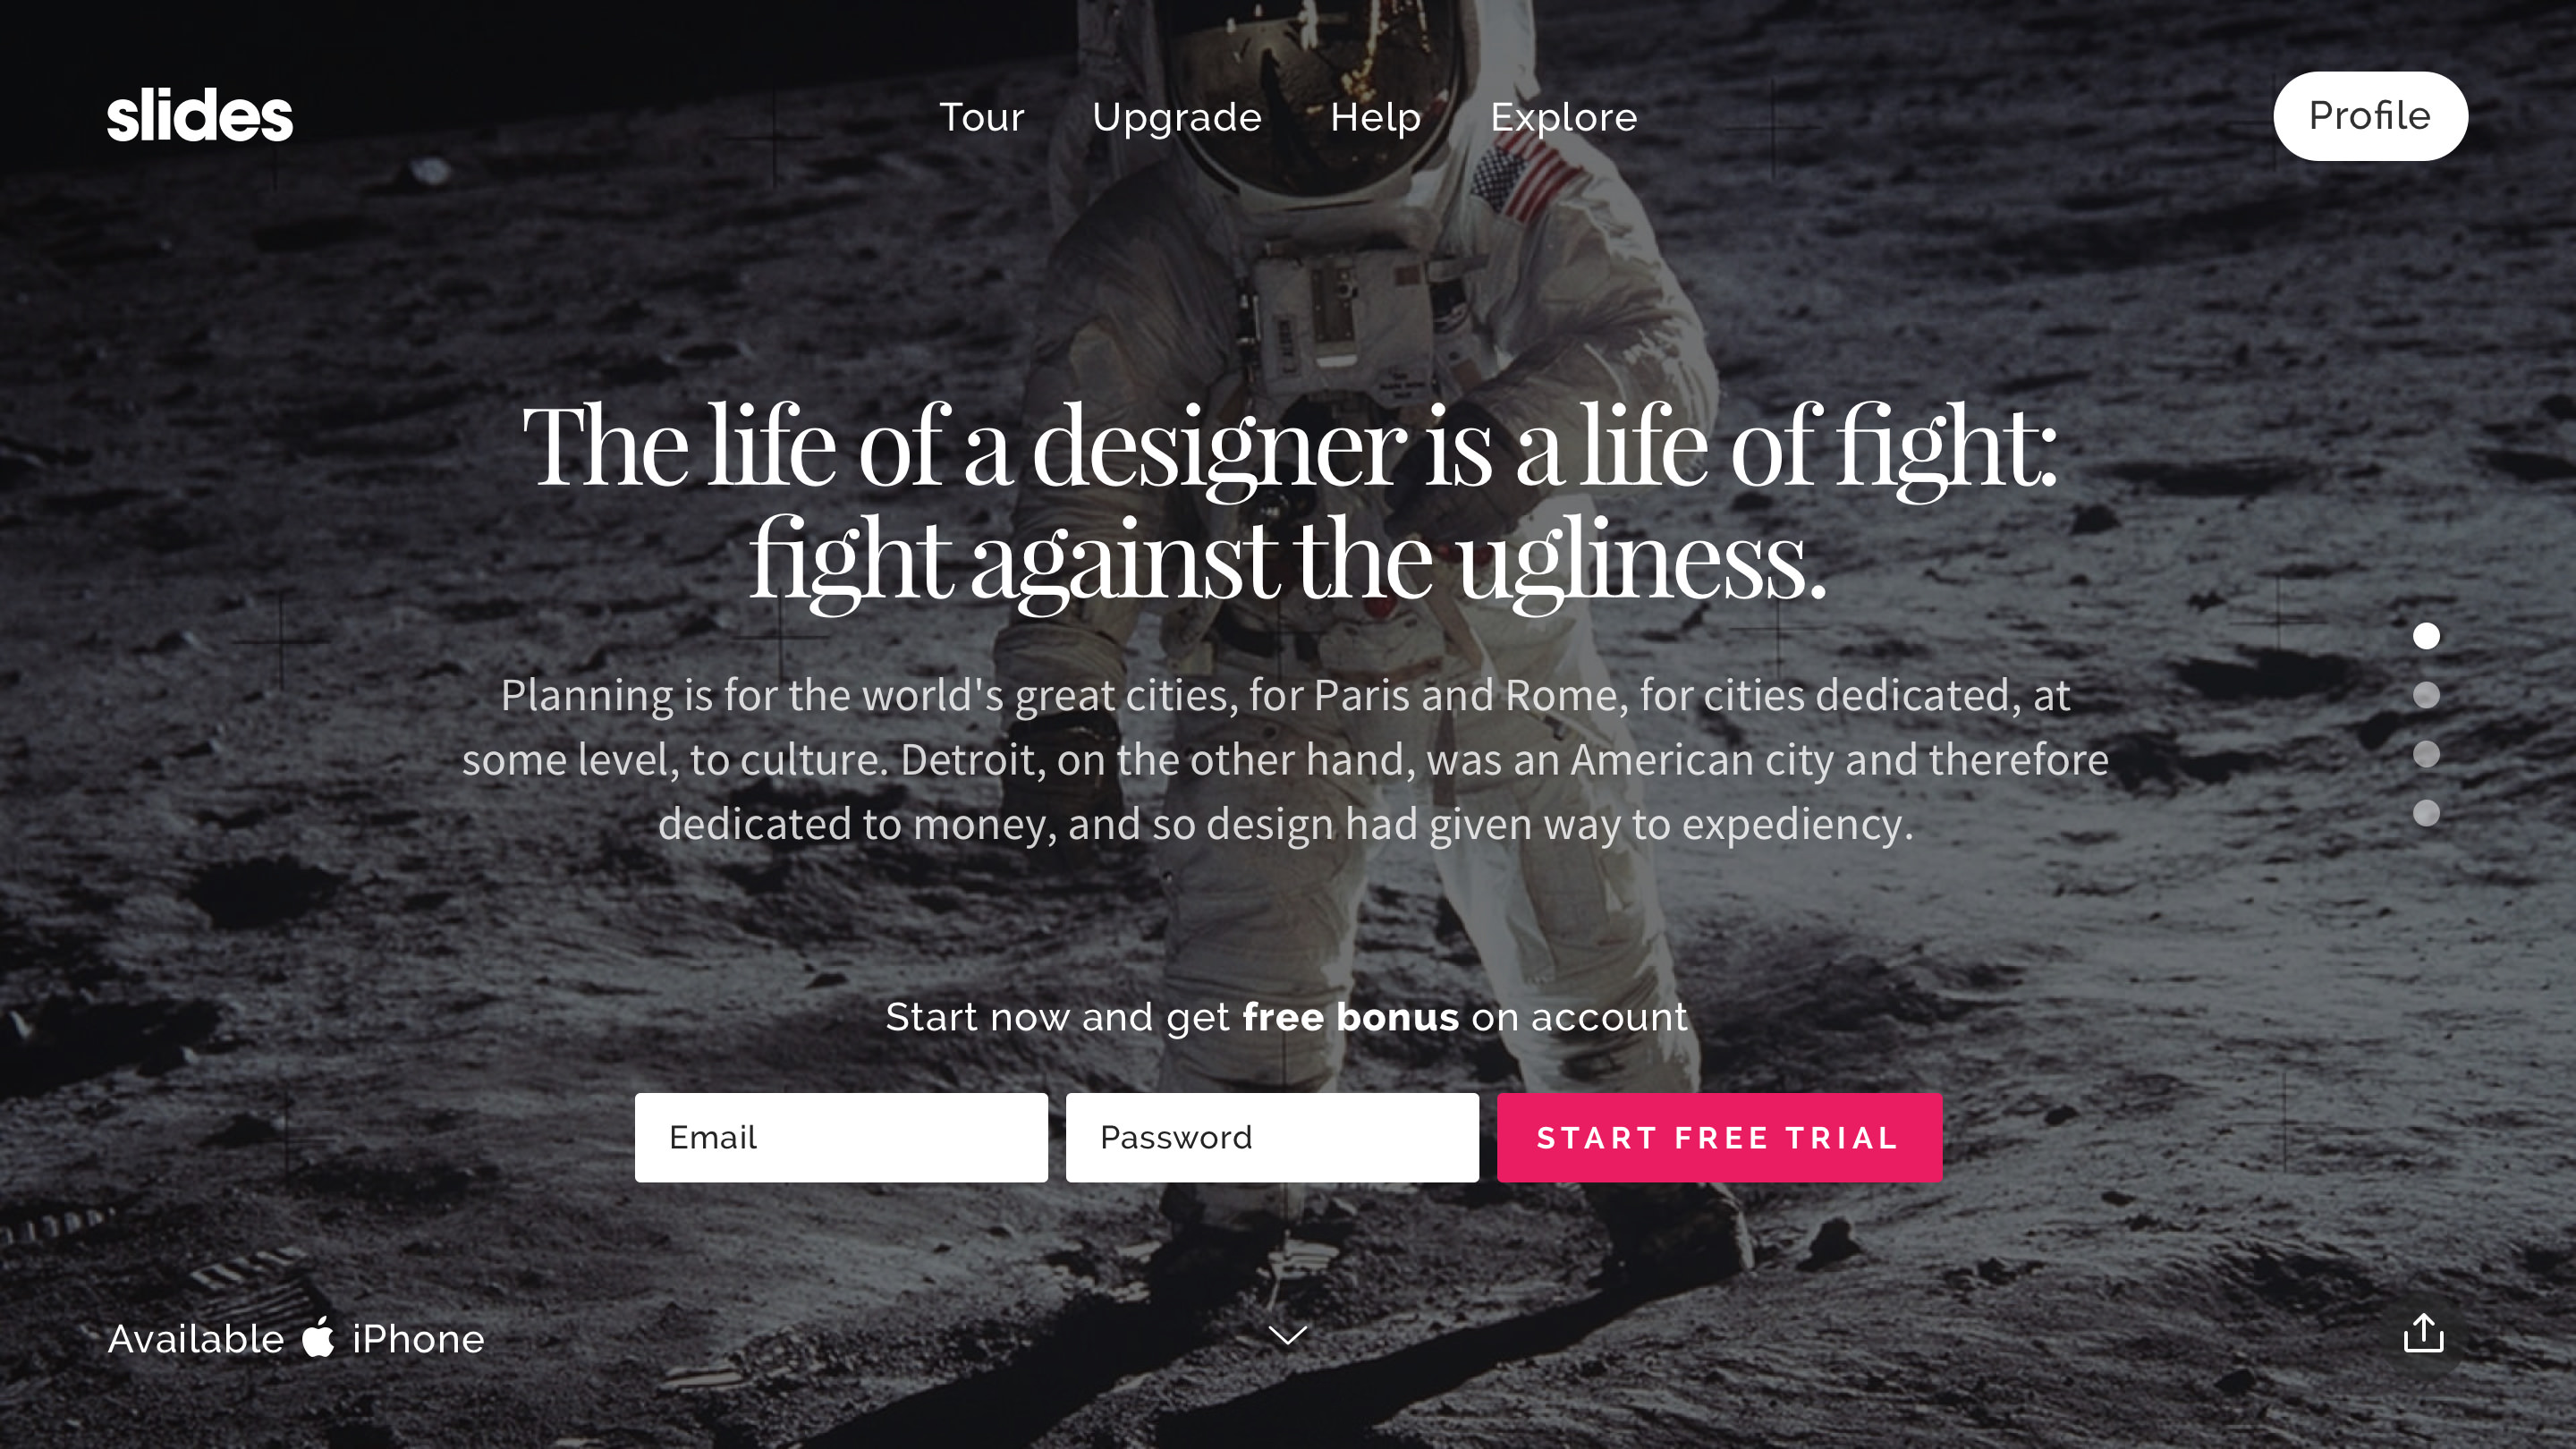 slides
Tour Upgrade Help Explore
Profile
The life of a designer is a life of fight:
fight against the ugliness.
Planning is for the world's great cities, for Paris and Rome, for cities dedicated, at
some level, to culture. Detroit, on the other hand, was an American city and therefore
dedicated to money, and so design had given way to expediency.
Start now and get free bonus on account
Email
Password
START FREE TRIAL
Available iPhone